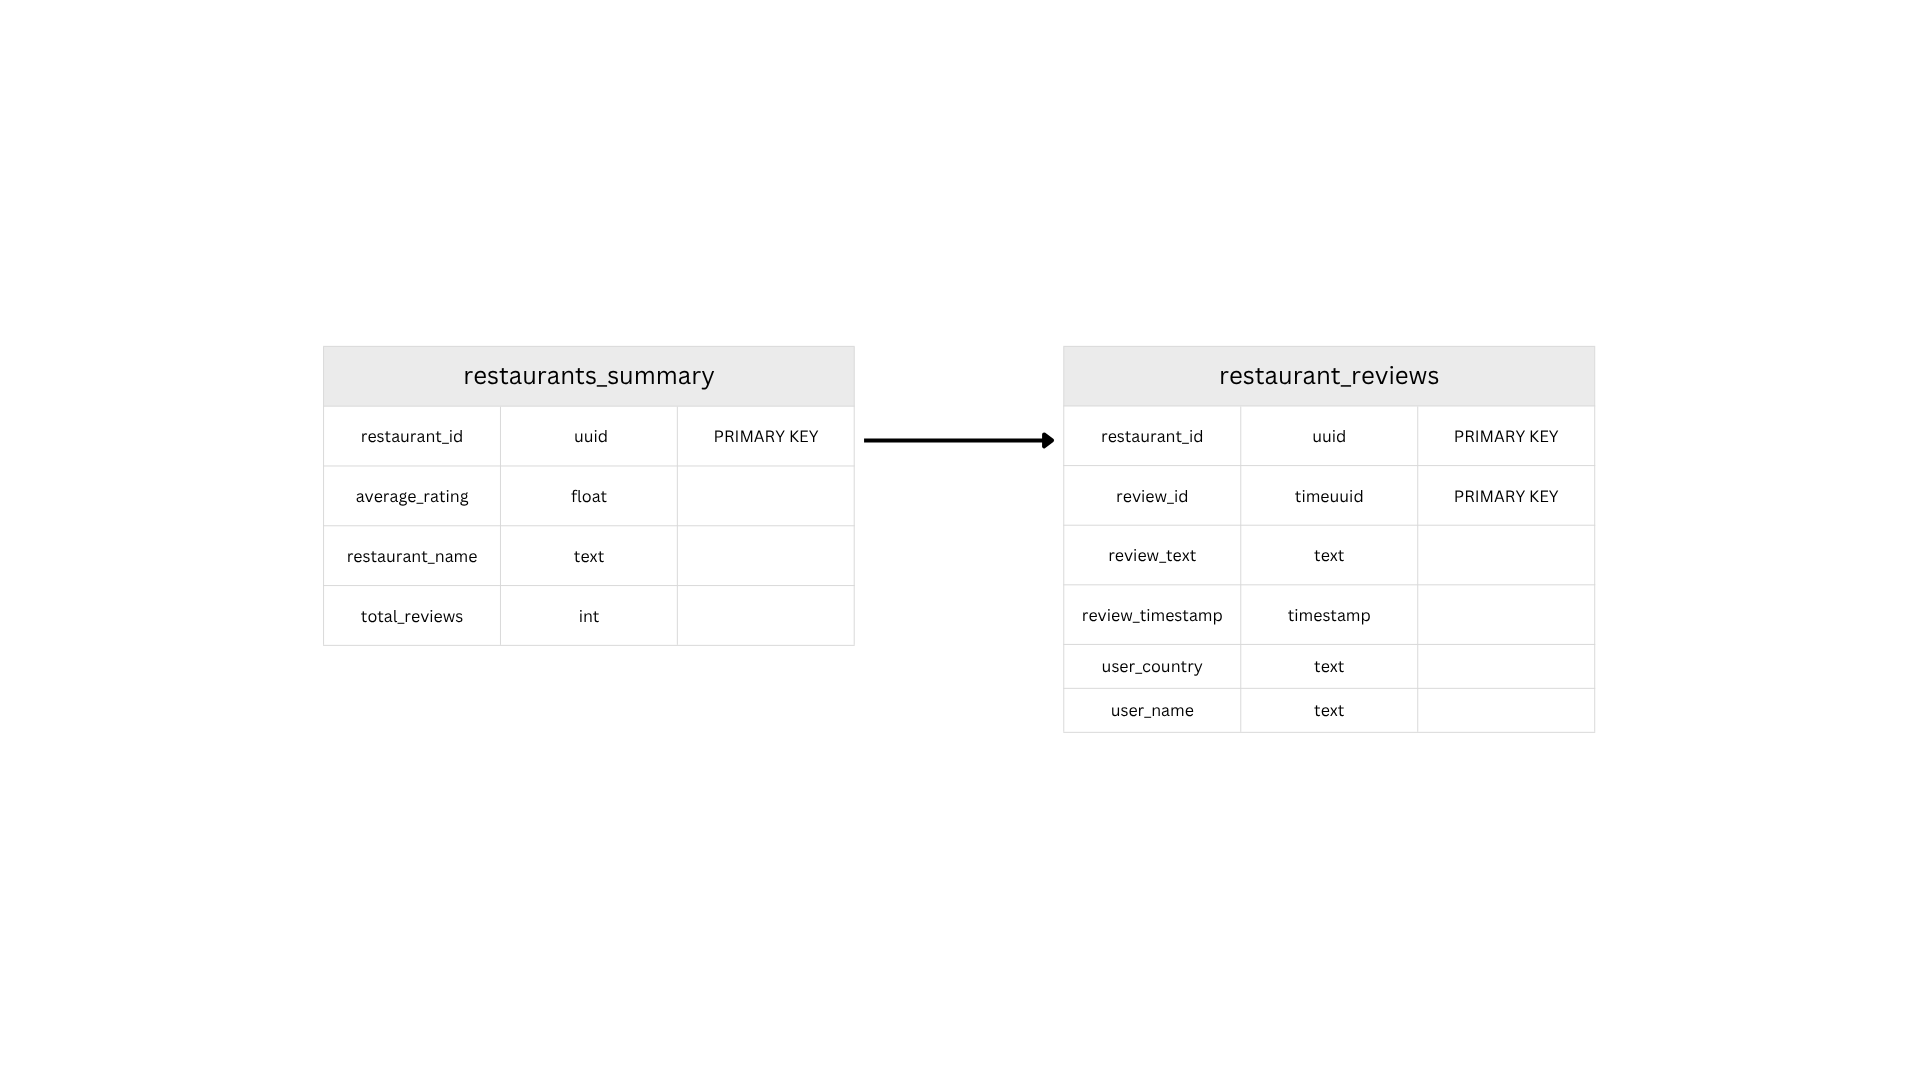 restaurants_summary
restaurant_id uuid PRIMARY KEY
average_rating float
restaurant_name text
total_reviews int
restaurant_reviews
restaurant_id uuid PRIMARY KEY
review_id timeuuid PRIMARY KEY
review_text text
review_timestamp timestamp
user_country text
user_name text